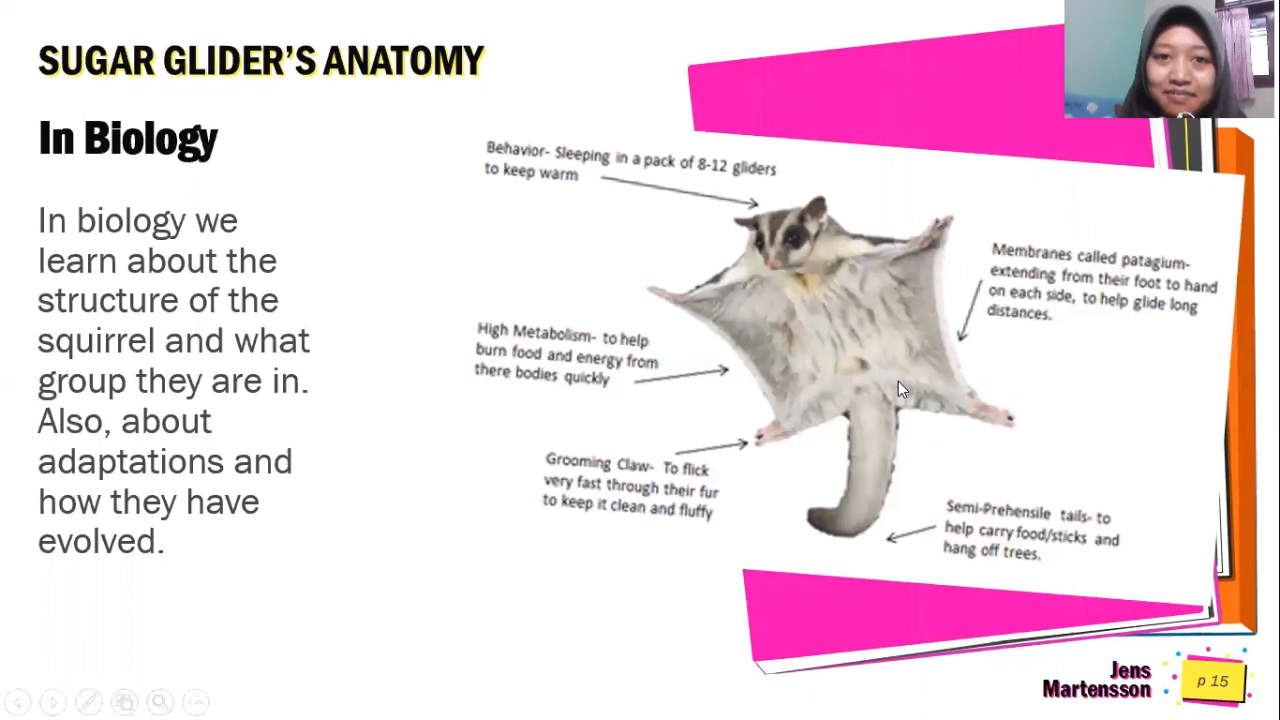 SUGAR GLIDER'S ANATOMY
In Biology
In biology we
learn about the
structure of the
squirrel and what
group they are in.
Also, about
adaptations and
how they have
evolved.
Behavior- Sleeping in a pack of 8-12 gliders
to keep warm
Membranes called patagium-
extending from their foot to hand
on each side, to help glide long
distances.
High Metabolism- to help
burn food and energy from
there bodies quickly
Grooming Claw- To flick
very fast through their fur
to keep it clean and fluffy
Semi-Prehensile tails- to
help carry food/sticks and
hang off trees.
Jens
Martensson
p 15